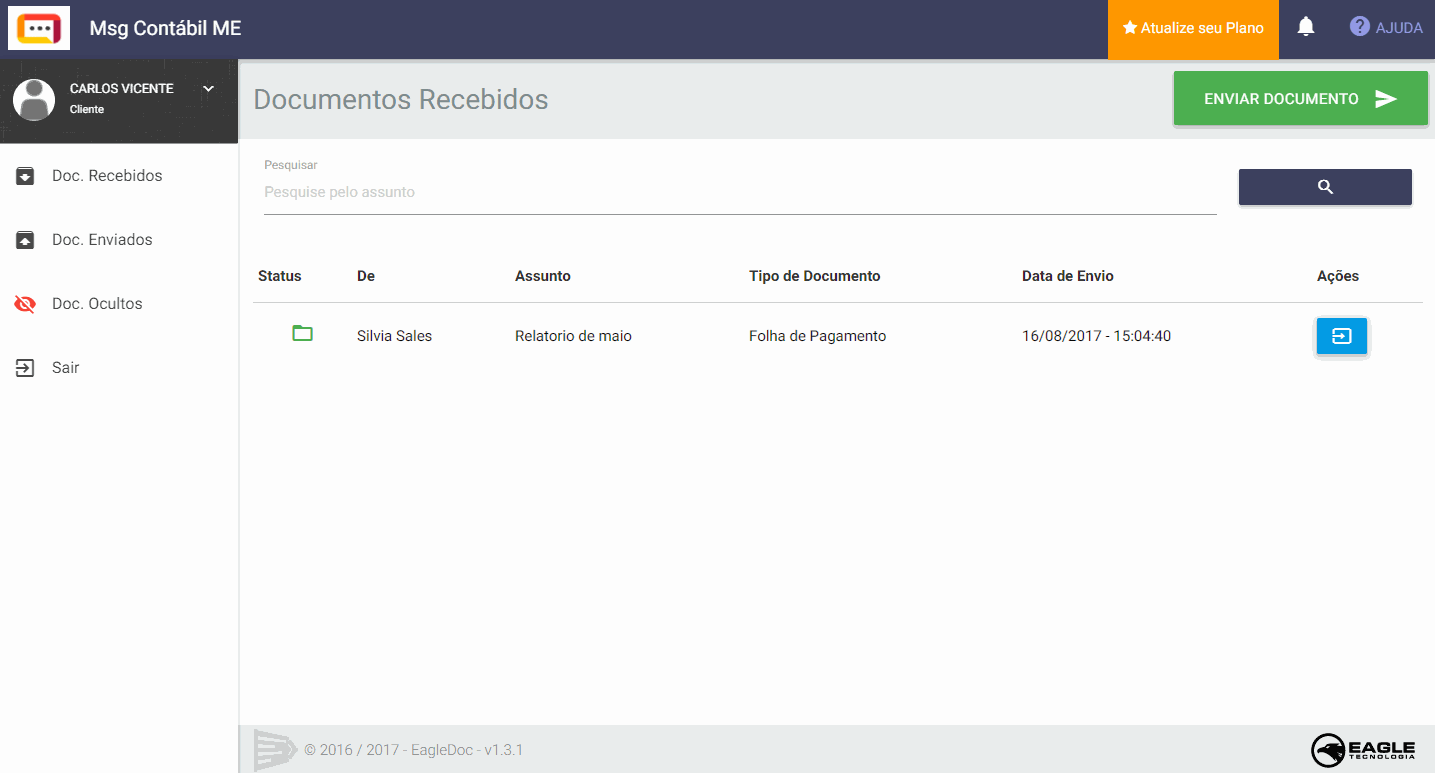 Msg Contábil ME
Atualize seu Plano
AJUDA
CARLOS VICENTE
Cliente
Doc. Recebidos
Doc. Enviados
Doc. Ocultos
Sair
Documentos Recebidos
ENVIAR DOCUMENTO
Pesquisar
Pesquise pelo assunto
Status De Assunto Tipo de Documento Data de Envio Ações
Silvia Sales Relatorio de maio Folha de Pagamento 16/08/2017 - 15:04:40
© 2016 / 2017 - EagleDoc - v1.3.1
EAGLE
TECNOLOGIA